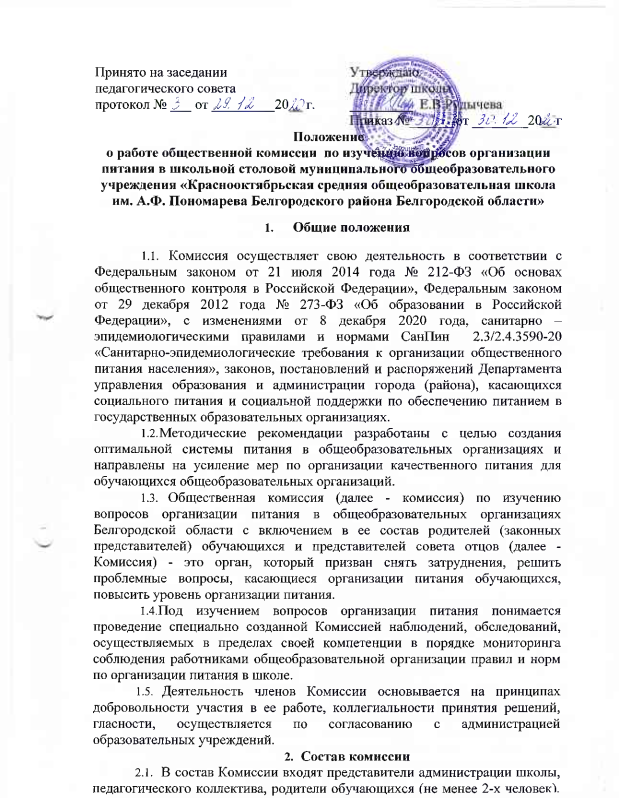 Принято на заседании
педагогического совета
протокол № 3 от 29.12 2020 г.
Утверждаю
Директор школы
Е.В.Рудычева
Приказ № от 30.12 20 г
Положение
о работе общественной комиссии по изучению вопросов организации
питания в школьной столовой муниципального общеобразовательного
учреждения «Краснооктябрьская средняя общеобразовательная школа
им. А.Ф. Пономарева Белгородского района Белгородской области»
1. Общие положения
1.1. Комиссия осуществляет свою деятельность в соответствии с
Федеральным законом от 21 июля 2014 года № 212-ФЗ «Об основах
общественного контроля в Российской Федерации», Федеральным законом
от 29 декабря 2012 года № 273-ФЗ «Об образовании в Российской
Федерации», с изменениями от 8 декабря 2020 года, санитарно –
эпидемиологическими правилами и нормами СанПин 2.3/2.4.3590-20
«Санитарно-эпидемиологические требования к организации общественного
питания населения», законов, постановлений и распоряжений Департамента
управления образования и администрации города (района), касающихся
социального питания и социальной поддержки по обеспечению питанием в
государственных образовательных организациях.
1.2.Методические рекомендации разработаны с целью создания
оптимальной системы питания в общеобразовательных организациях и
направлены на усиление мер по организации качественного питания для
обучающихся общеобразовательных организаций.
1.3. Общественная комиссия (далее - комиссия) по изучению
вопросов организации питания в общеобразовательных организациях
Белгородской области с включением в ее состав родителей (законных
представителей) обучающихся и представителей совета отцов (далее -
Комиссия) - это орган, который призван снять затруднения, решить
проблемные вопросы, касающиеся организации питания обучающихся,
повысить уровень организации питания.
1.4.Под изучением вопросов организации питания понимается
проведение специально созданной Комиссией наблюдений, обследований,
осуществляемых в пределах своей компетенции в порядке мониторинга
соблюдения работниками общеобразовательной организации правил и норм
по организации питания в школе.
1.5. Деятельность членов Комиссии основывается на принципах
добровольности участия в ее работе, коллегиальности принятия решений,
гласности, осуществляется по согласованию с администрацией
образовательных учреждений.
2. Состав комиссии
2.1. В состав Комиссии входят представители администрации школы,
педагогического коллектива, родители обучающихся (не менее 2-х человек).